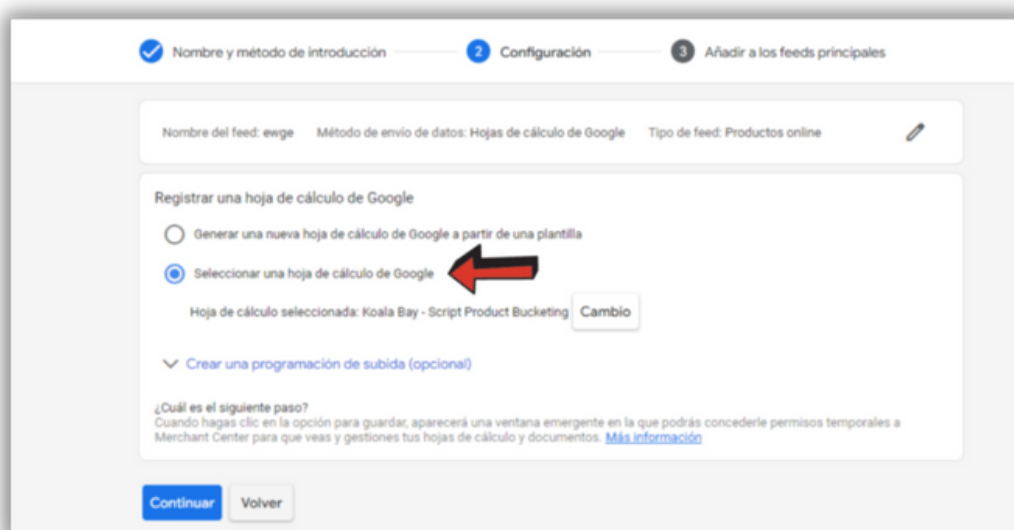 Nombre y método de introducción 2 Configuración 3 Añadir a los feeds principales
Nombre del feed: ewge Método de envío de datos: Hojas de cálculo de Google Tipo de feed: Productos online
Registrar una hoja de cálculo de Google
Generar una nueva hoja de cálculo de Google a partir de una plantilla
Seleccionar una hoja de cálculo de Google
Hoja de cálculo seleccionada: Koala Bay - Script Product Bucketing Cambio
Crear una programación de subida (opcional)
¿Cuál es el siguiente paso?
Cuando hagas clic en la opción para guardar, aparecerá una ventana emergente en la que podrás concederle permisos temporales a
Merchant Center para que veas y gestiones tus hojas de cálculo y documentos. Más información
Continuar Volver